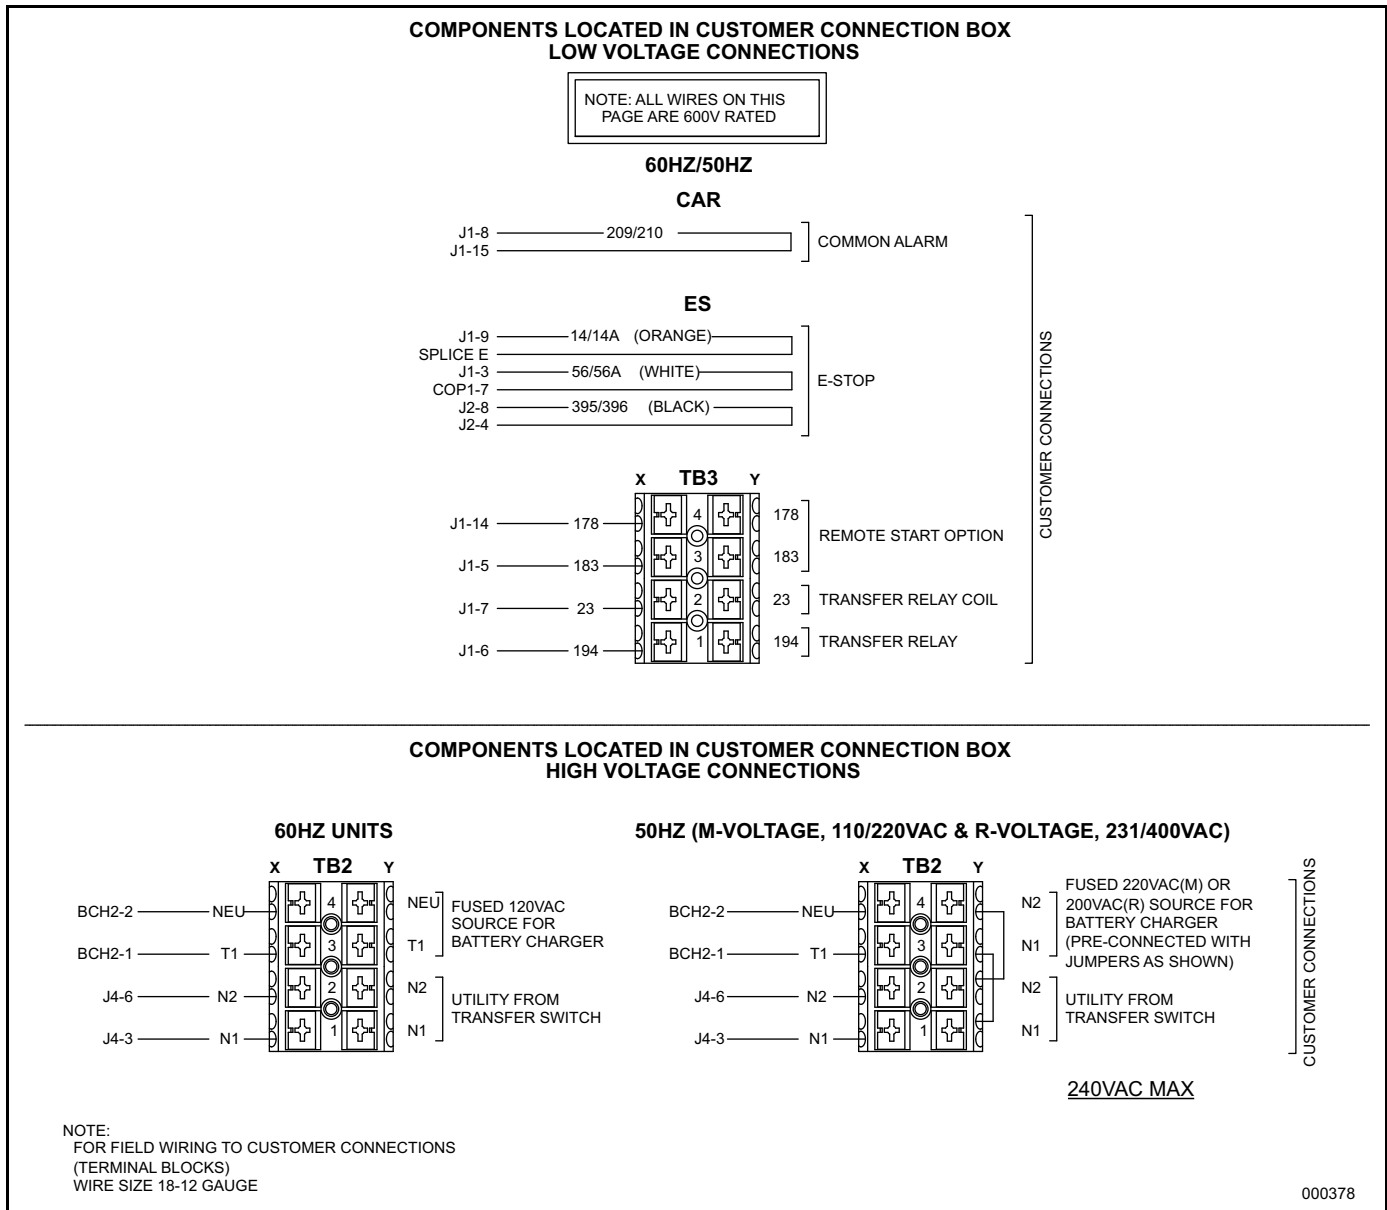 COMPONENTS LOCATED IN CUSTOMER CONNECTION BOX
LOW VOLTAGE CONNECTIONS
NOTE: ALL WIRES ON THIS
PAGE ARE 600V RATED
60HZ/50HZ
CAR
J1-8 209/210
J1-15
COMMON ALARM
ES
J1-9 14/14A (ORANGE)
SPLICE E
J1-3 56/56A (WHITE)
COP1-7
J2-8 395/396 (BLACK)
J2-4
E-STOP
CUSTOMER CONNECTIONS
X TB3 Y
J1-14 178 4 178
J1-5 183 3 183
REMOTE START OPTION
J1-7 23 2 23 TRANSFER RELAY COIL
J1-6 194 1 194 TRANSFER RELAY
COMPONENTS LOCATED IN CUSTOMER CONNECTION BOX
HIGH VOLTAGE CONNECTIONS
60HZ UNITS
X TB2 Y
BCH2-2 NEU 4 NEU
BCH2-1 T1 3 T1
FUSED 120VAC
SOURCE FOR
BATTERY CHARGER
J4-6 N2 2 N2
J4-3 N1 1 N1
UTILITY FROM
TRANSFER SWITCH
50HZ (M-VOLTAGE, 110/220VAC & R-VOLTAGE, 231/400VAC)
X TB2 Y
BCH2-2 NEU 4 N2
BCH2-1 T1 3 N1
FUSED 220VAC(M) OR
200VAC(R) SOURCE FOR
BATTERY CHARGER
(PRE-CONNECTED WITH
JUMPERS AS SHOWN)
J4-6 N2 2 N2
J4-3 N1 1 N1
UTILITY FROM
TRANSFER SWITCH
CUSTOMER CONNECTIONS
240VAC MAX
NOTE:
FOR FIELD WIRING TO CUSTOMER CONNECTIONS
(TERMINAL BLOCKS)
WIRE SIZE 18-12 GAUGE
000378